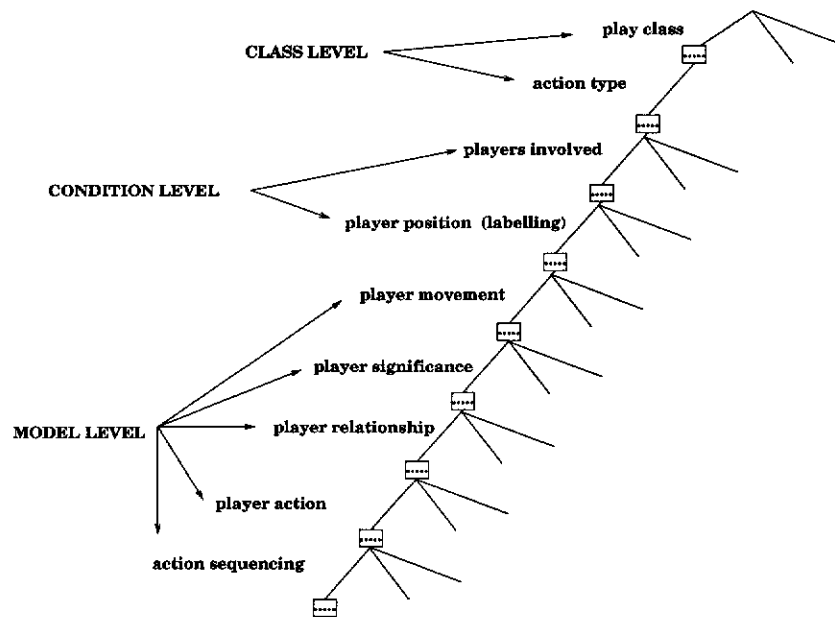 play class
CLASS LEVEL
action type
players involved
CONDITION LEVEL
player position (labelling)
player movement
player significance
player relationship
MODEL LEVEL
player action
action sequencing